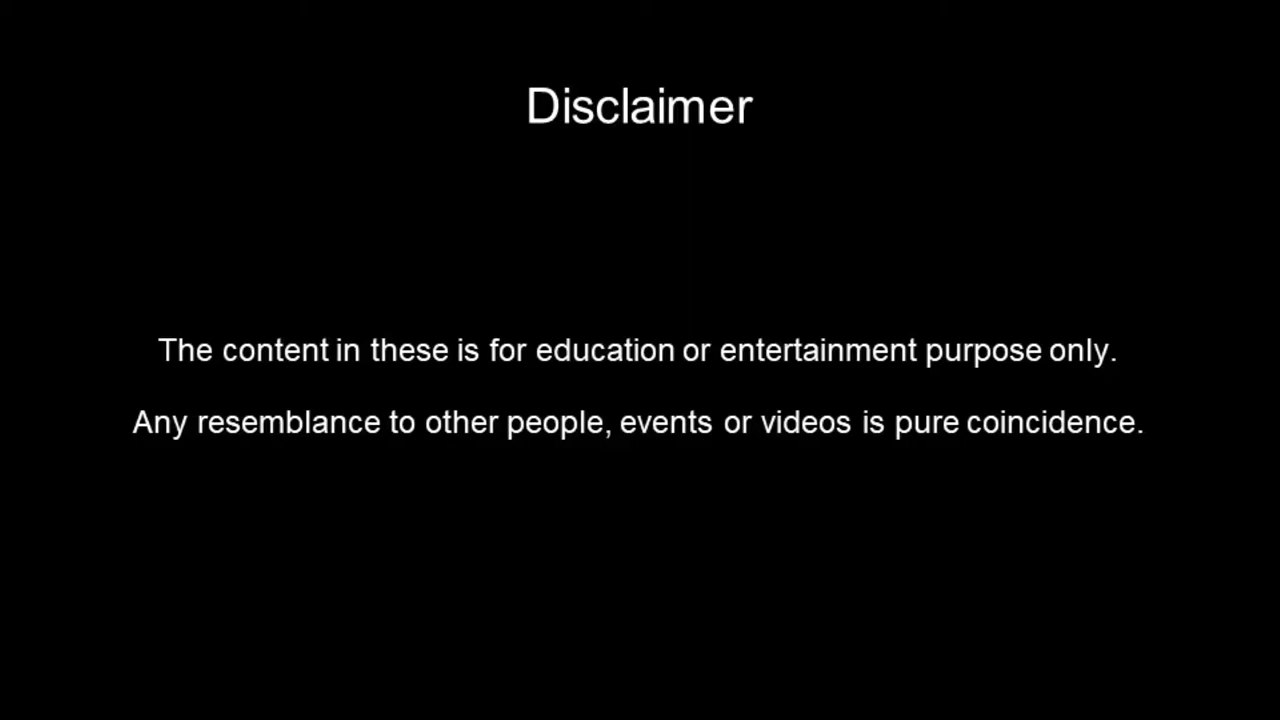 Disclaimer
The content in these is for education or entertainment purpose only.
Any resemblance to other people, events or videos is pure coincidence.